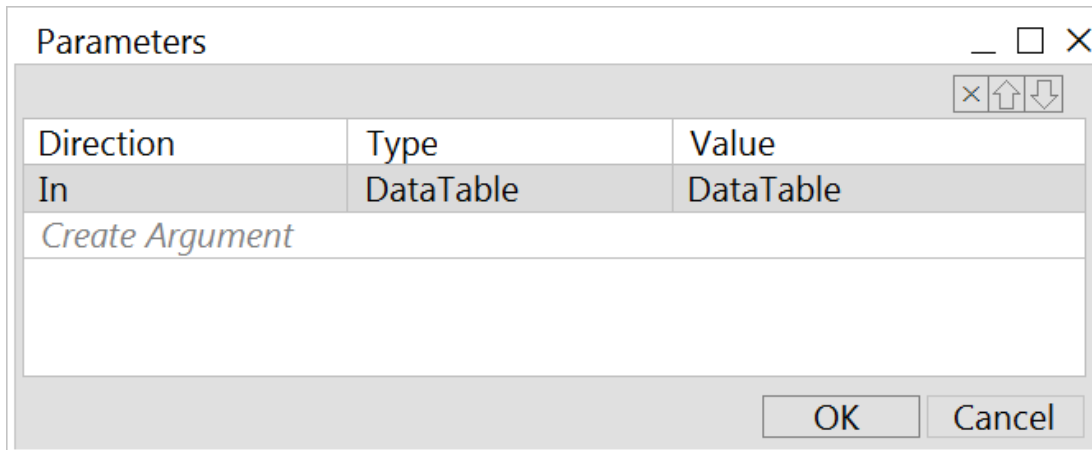 Parameters
Direction Type Value
In DataTable DataTable
Create Argument
OK Cancel